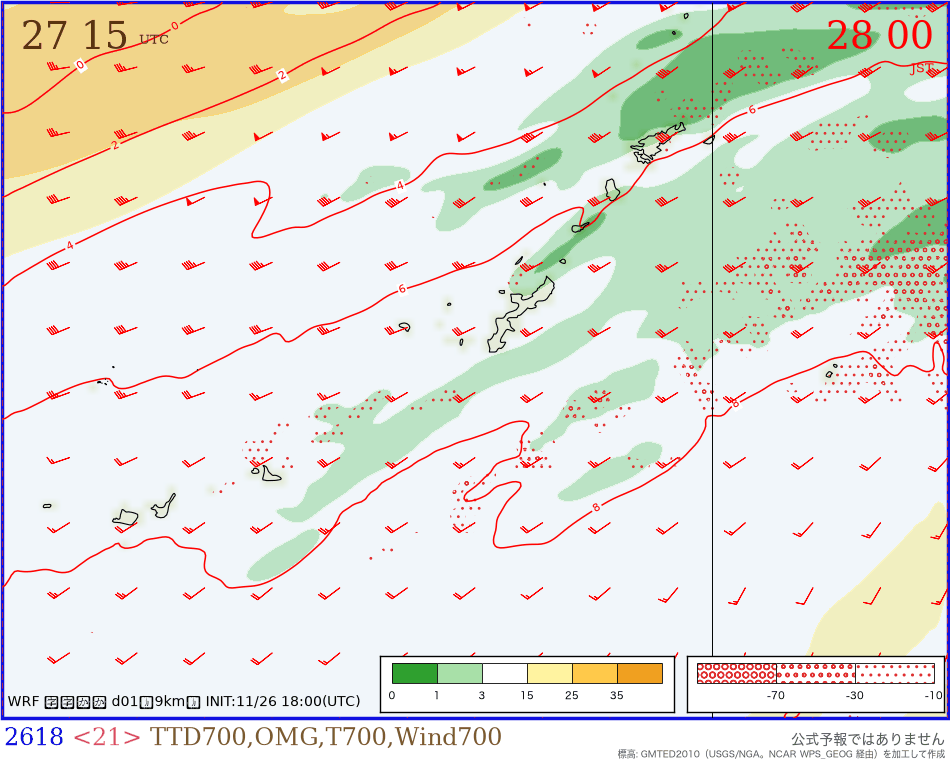 27 15 UTC
28 00
JST
0
0
2
2
4
4
6
6
8
8
WRF d01 9km INIT:11/26 18:00(UTC)
0 1 3 15 25 35
-70 -30 -10
2618 <21> TTD700,OMG,T700,Wind700
公式予報ではありません
標高: GMTED2010（USGS/NGA。NCAR WPS_GEOG 経由）を加工して作成